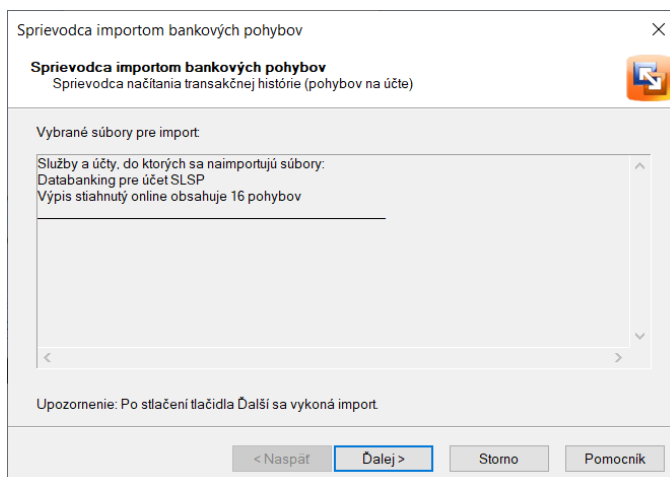 Sprievodca importom bankových pohybov
Sprievodca importom bankových pohybov
Sprievodca načítania transakčnej histórie (pohybov na účte)
Vybrané súbory pre import:
Služby a účty, do ktorých sa naimportujú súbory:
Databanking pre účet SLSP
Výpis stiahnutý online obsahuje 16 pohybov
Upozornenie: Po stlačení tlačidla Ďalší sa vykoná import.
< Naspäť
Ďalej >
Storno
Pomocník